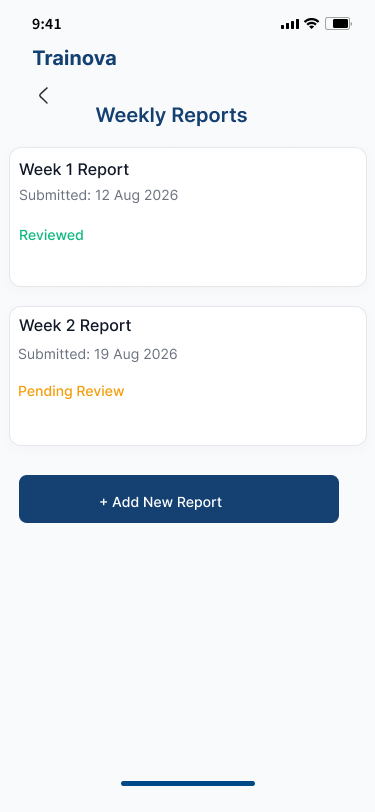 9:41
Trainova
Weekly Reports
Week 1 Report
Submitted: 12 Aug 2026
Reviewed
Week 2 Report
Submitted: 19 Aug 2026
Pending Review
+ Add New Report